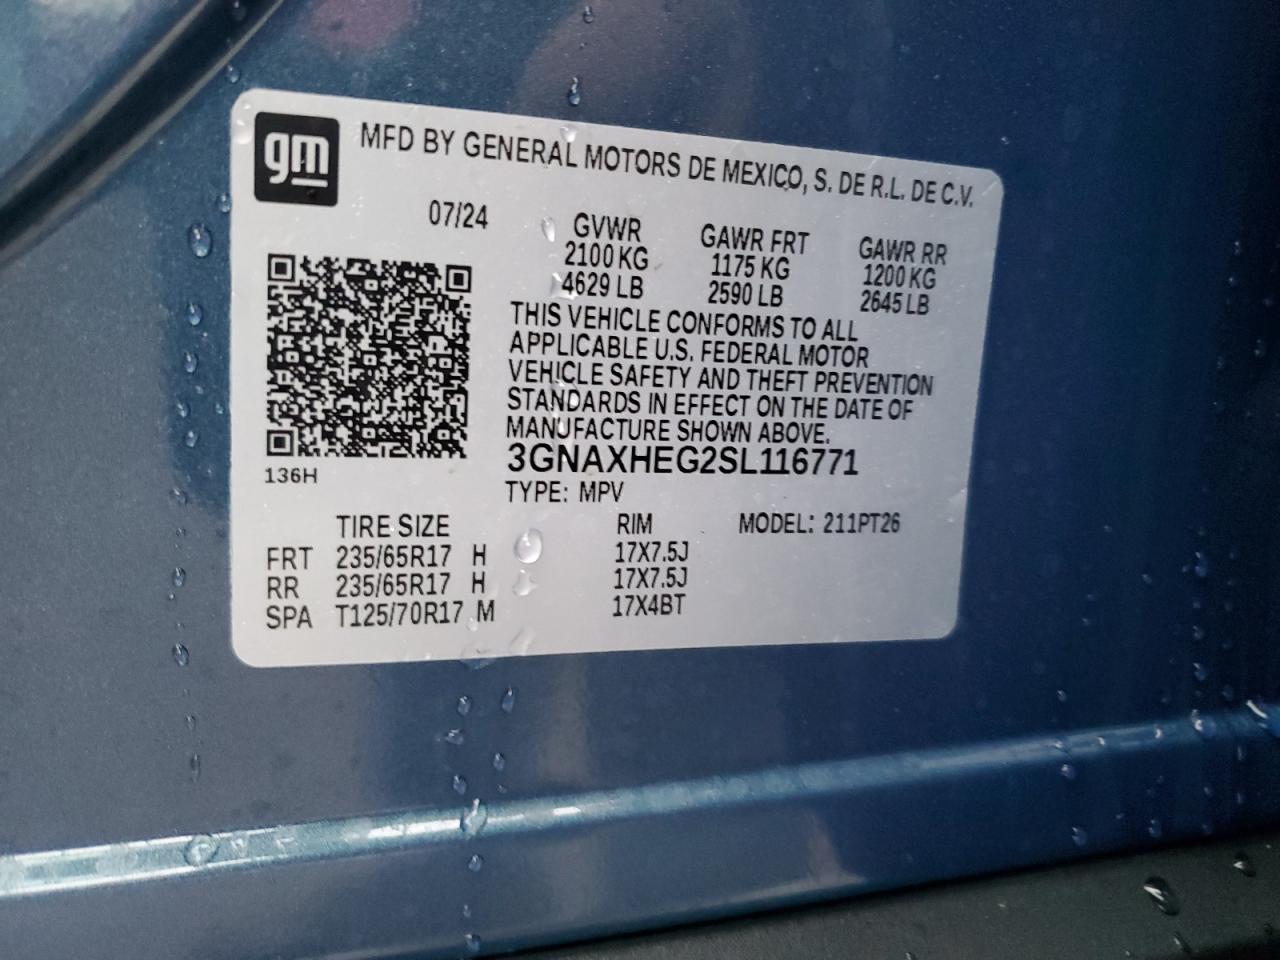 gm
MFD BY GENERAL MOTORS DE MEXICO, S. DE R.L. DE C.V.
07/24
GVWR GAWR FRT GAWR RR
2100 KG 1175 KG 1200 KG
4629 LB 2590 LB 2645 LB
THIS VEHICLE CONFORMS TO ALL
APPLICABLE U.S. FEDERAL MOTOR
VEHICLE SAFETY AND THEFT PREVENTION
STANDARDS IN EFFECT ON THE DATE OF
MANUFACTURE SHOWN ABOVE.
3GNAXHEG2SL116771
136H
TYPE: MPV
TIRE SIZE RIM MODEL: 211PT26
FRT 235/65R17 H 17X7.5J
RR 235/65R17 H 17X7.5J
SPA T125/70R17 M 17X4BT